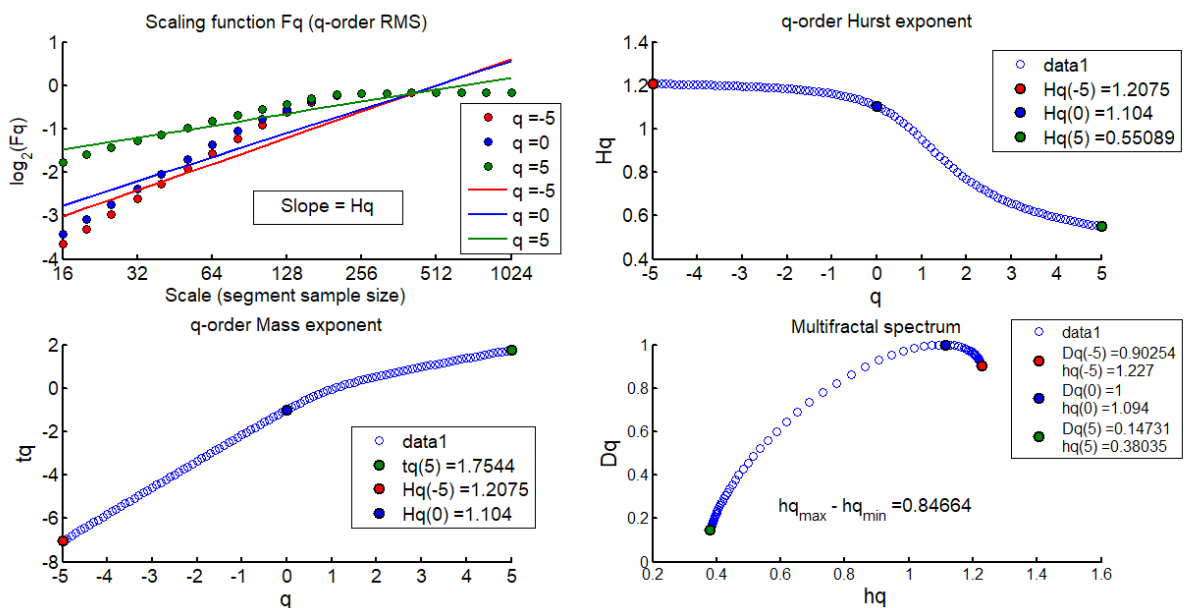 Scaling function Fq (q-order RMS)
1
0
-1
-2
-3
-4
log2(Fq)
16 32 64 128 256 512 1024
Scale (segment sample size)
Slope = Hq
q =-5
q =0
q =5
q =-5
q =0
q =5
q-order Hurst exponent
1.4
1.2
1
0.8
0.6
0.4
Hq
-5 -4 -3 -2 -1 0 1 2 3 4 5
q
data1
Hq(-5) =1.2075
Hq(0) =1.104
Hq(5) =0.55089
q-order Mass exponent
2
0
-2
-4
-6
-8
tq
-5 -4 -3 -2 -1 0 1 2 3 4 5
q
data1
tq(5) =1.7544
Hq(-5) =1.2075
Hq(0) =1.104
Multifractal spectrum
1
0.8
0.6
0.4
0.2
0
Dq
0.2 0.4 0.6 0.8 1 1.2 1.4 1.6
hq
hqmax - hqmin =0.84664
data1
Dq(-5) =0.90254
hq(-5) =1.227
Dq(0) =1
hq(0) =1.094
Dq(5) =0.14731
hq(5) =0.38035